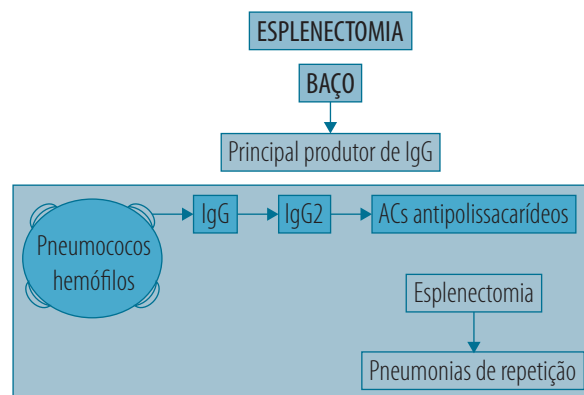 ESPLENECTOMIA
BAÇO
Principal produtor de IgG
IgG
IgG2
ACs antipolissacarídeos
Pneumococos
hemófilos
Esplenectomia
Pneumonias de repetição